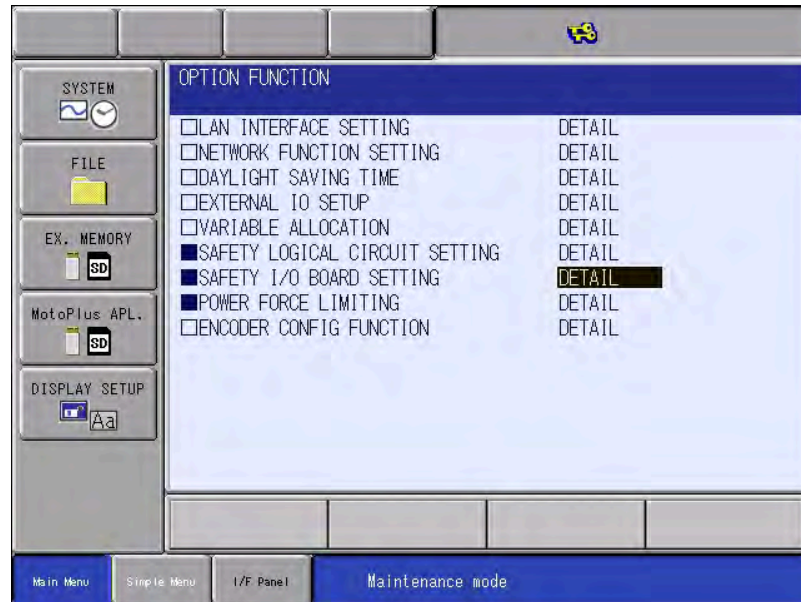 SYSTEM
FILE
EX. MEMORY
SD
MotoPlus APL.
SD
DISPLAY SETUP
Aa
OPTION FUNCTION
□LAN INTERFACE SETTING DETAIL
□NETWORK FUNCTION SETTING DETAIL
□DAYLIGHT SAVING TIME DETAIL
□EXTERNAL IO SETUP DETAIL
□VARIABLE ALLOCATION DETAIL
■SAFETY LOGICAL CIRCUIT SETTING DETAIL
■SAFETY I/O BOARD SETTING DETAIL
■POWER FORCE LIMITING DETAIL
□ENCODER CONFIG FUNCTION DETAIL
Main Menu Simple Menu I/F Panel Maintenance mode